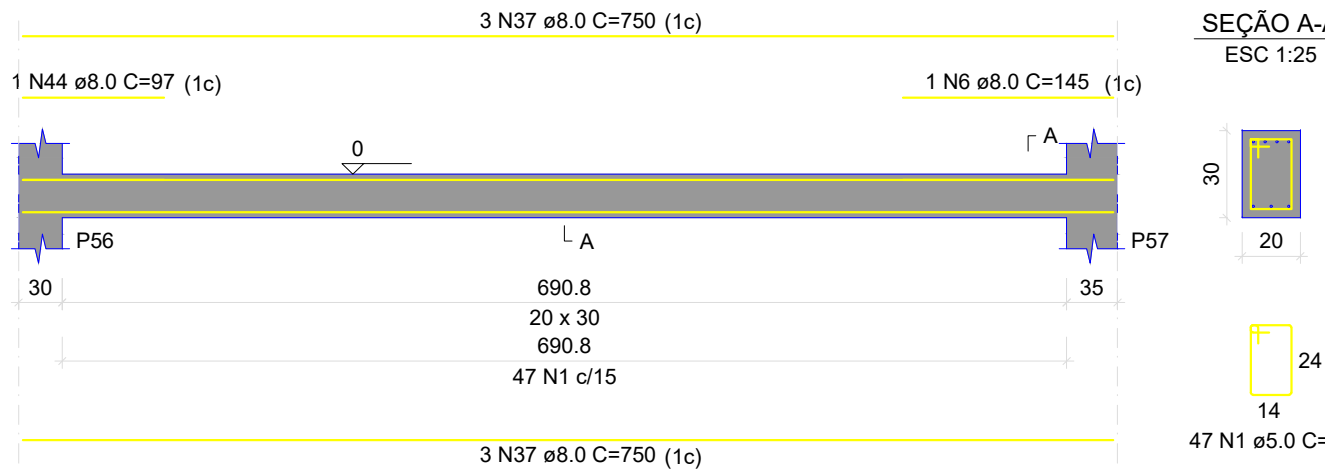 3 N37 ø8.0 C=750 (1c)
SEÇÃO A-A
ESC 1:25
1 N44 ø8.0 C=97 (1c)
1 N6 ø8.0 C=145 (1c)
A
0
30
P56
A
P57
20
30
690.8
35
20 x 30
690.8
47 N1 c/15
24
14
47 N1 ø5.0 C=
3 N37 ø8.0 C=750 (1c)